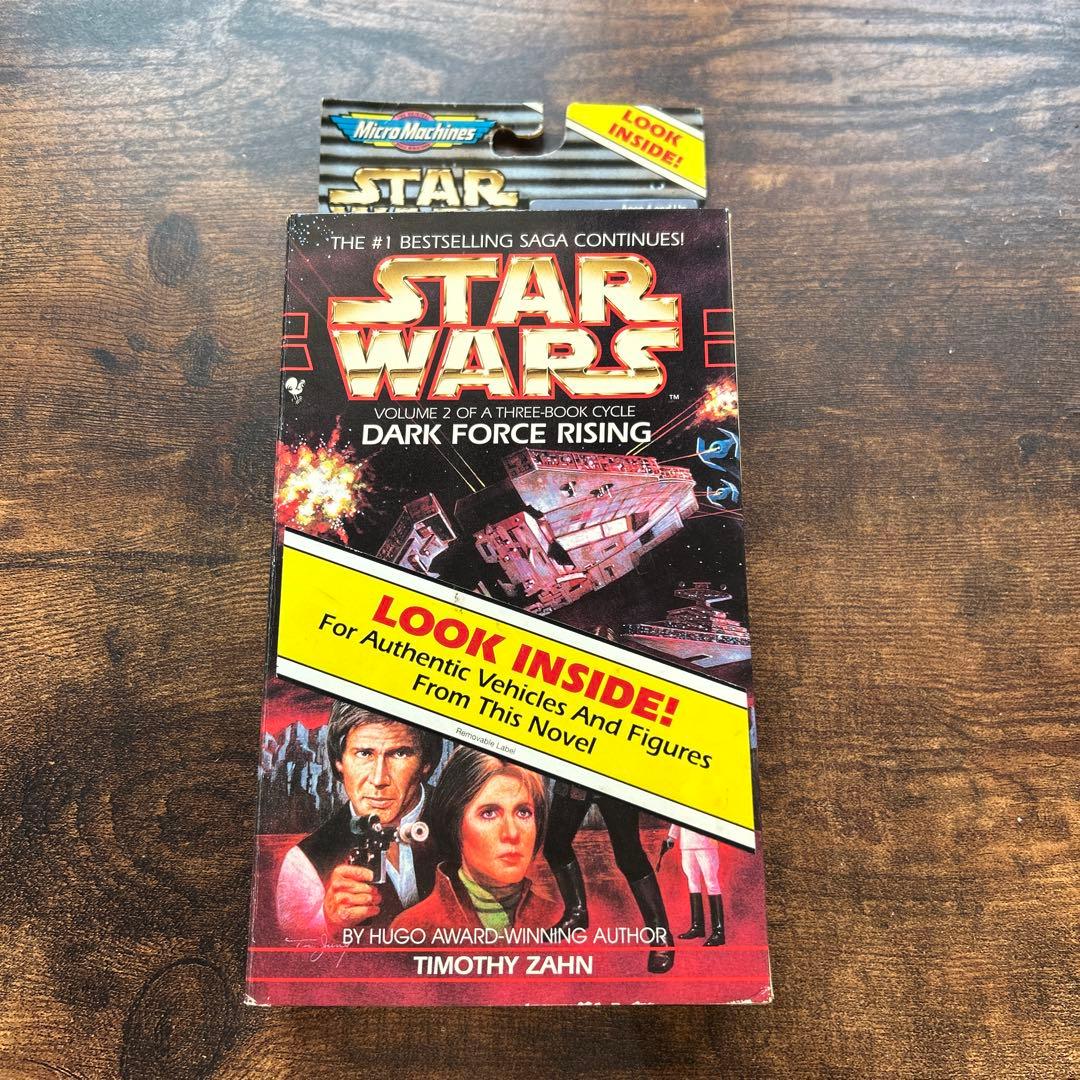 Micro Machines
LOOK
INSIDE!
STAR
THE #1 BESTSELLING SAGA CONTINUES!
STAR
WARS
TM
VOLUME 2 OF A THREE-BOOK CYCLE
DARK FORCE RISING
LOOK INSIDE!
For Authentic Vehicles And Figures
From This Novel
Removable Label
BY HUGO AWARD-WINNING AUTHOR
TIMOTHY ZAHN